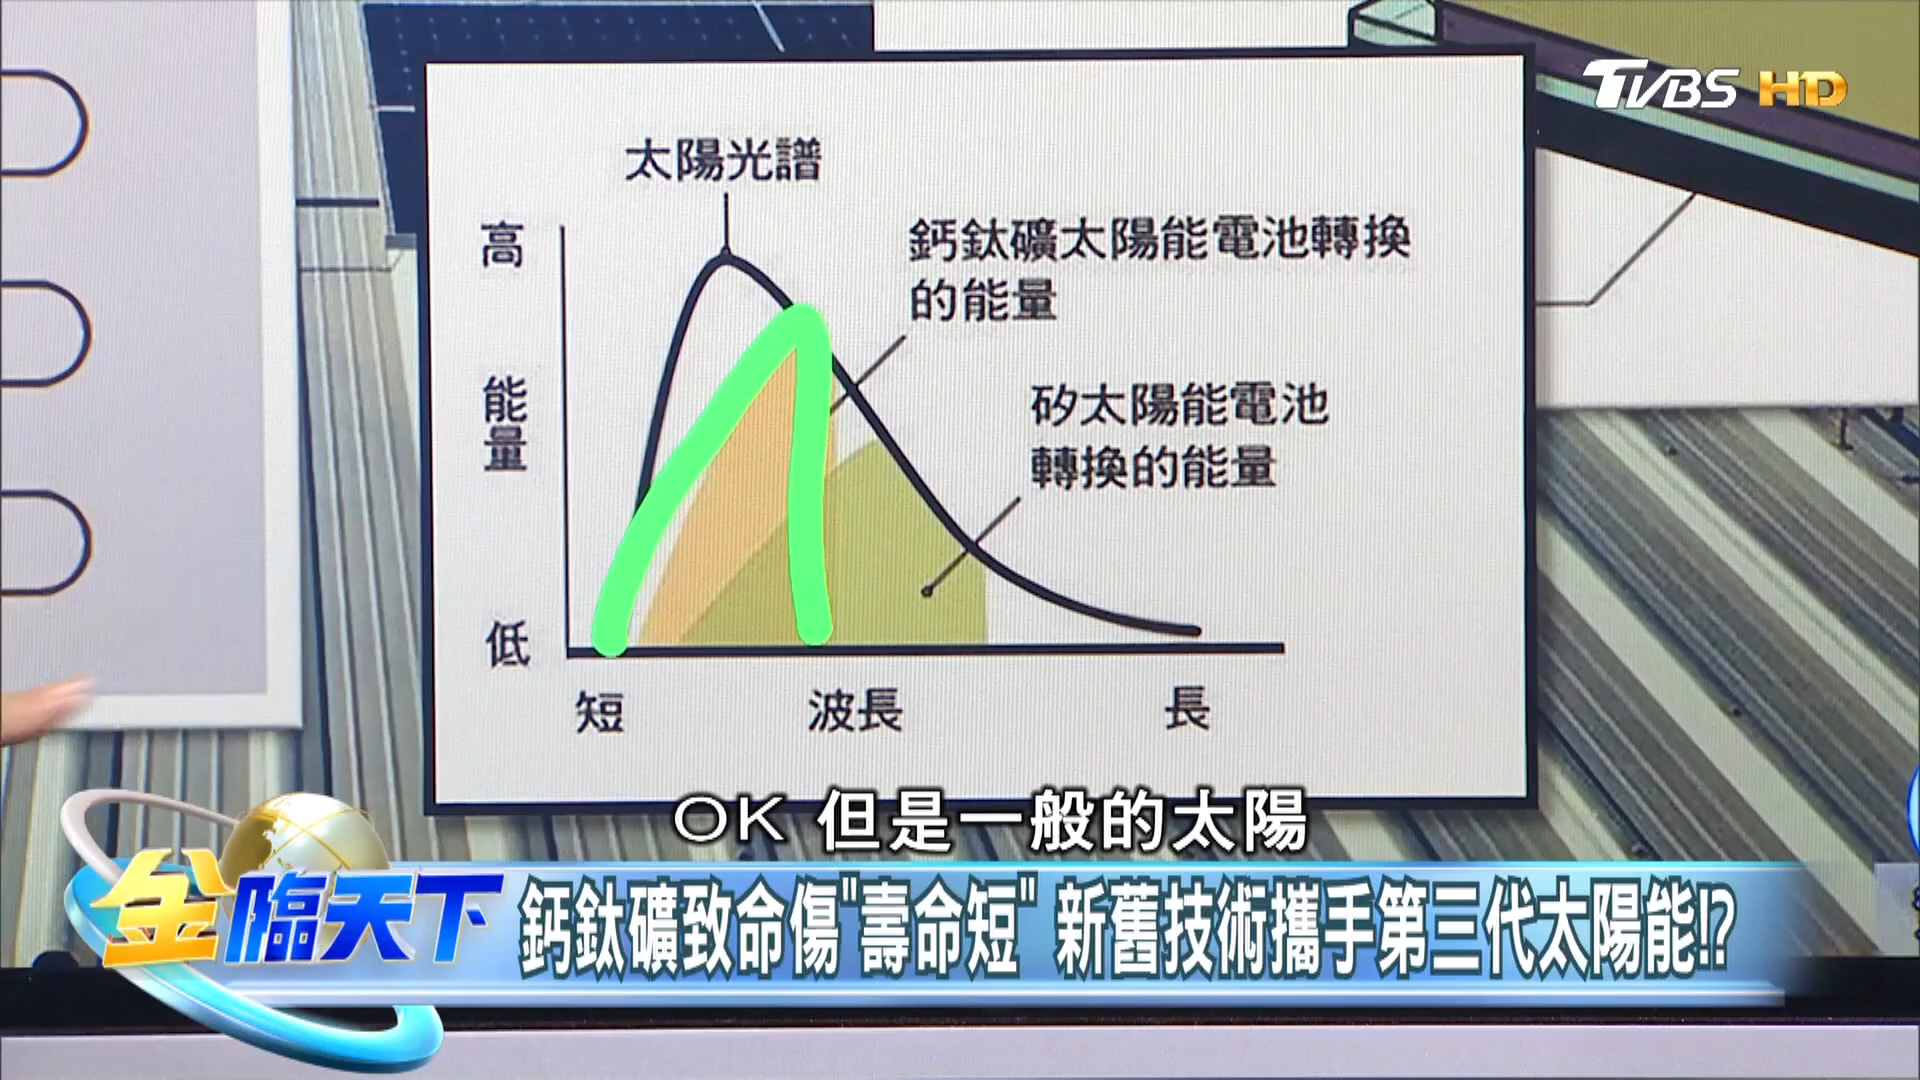 TVBS HD
太陽光譜
鈣鈦礦太陽能電池轉換
的能量
高
矽太陽能電池
轉換的能量
能量
低
短
波長
長
OK 但是一般的太陽
金臨天下
鈣鈦礦致命傷"壽命短" 新舊技術攜手第三代太陽能!?